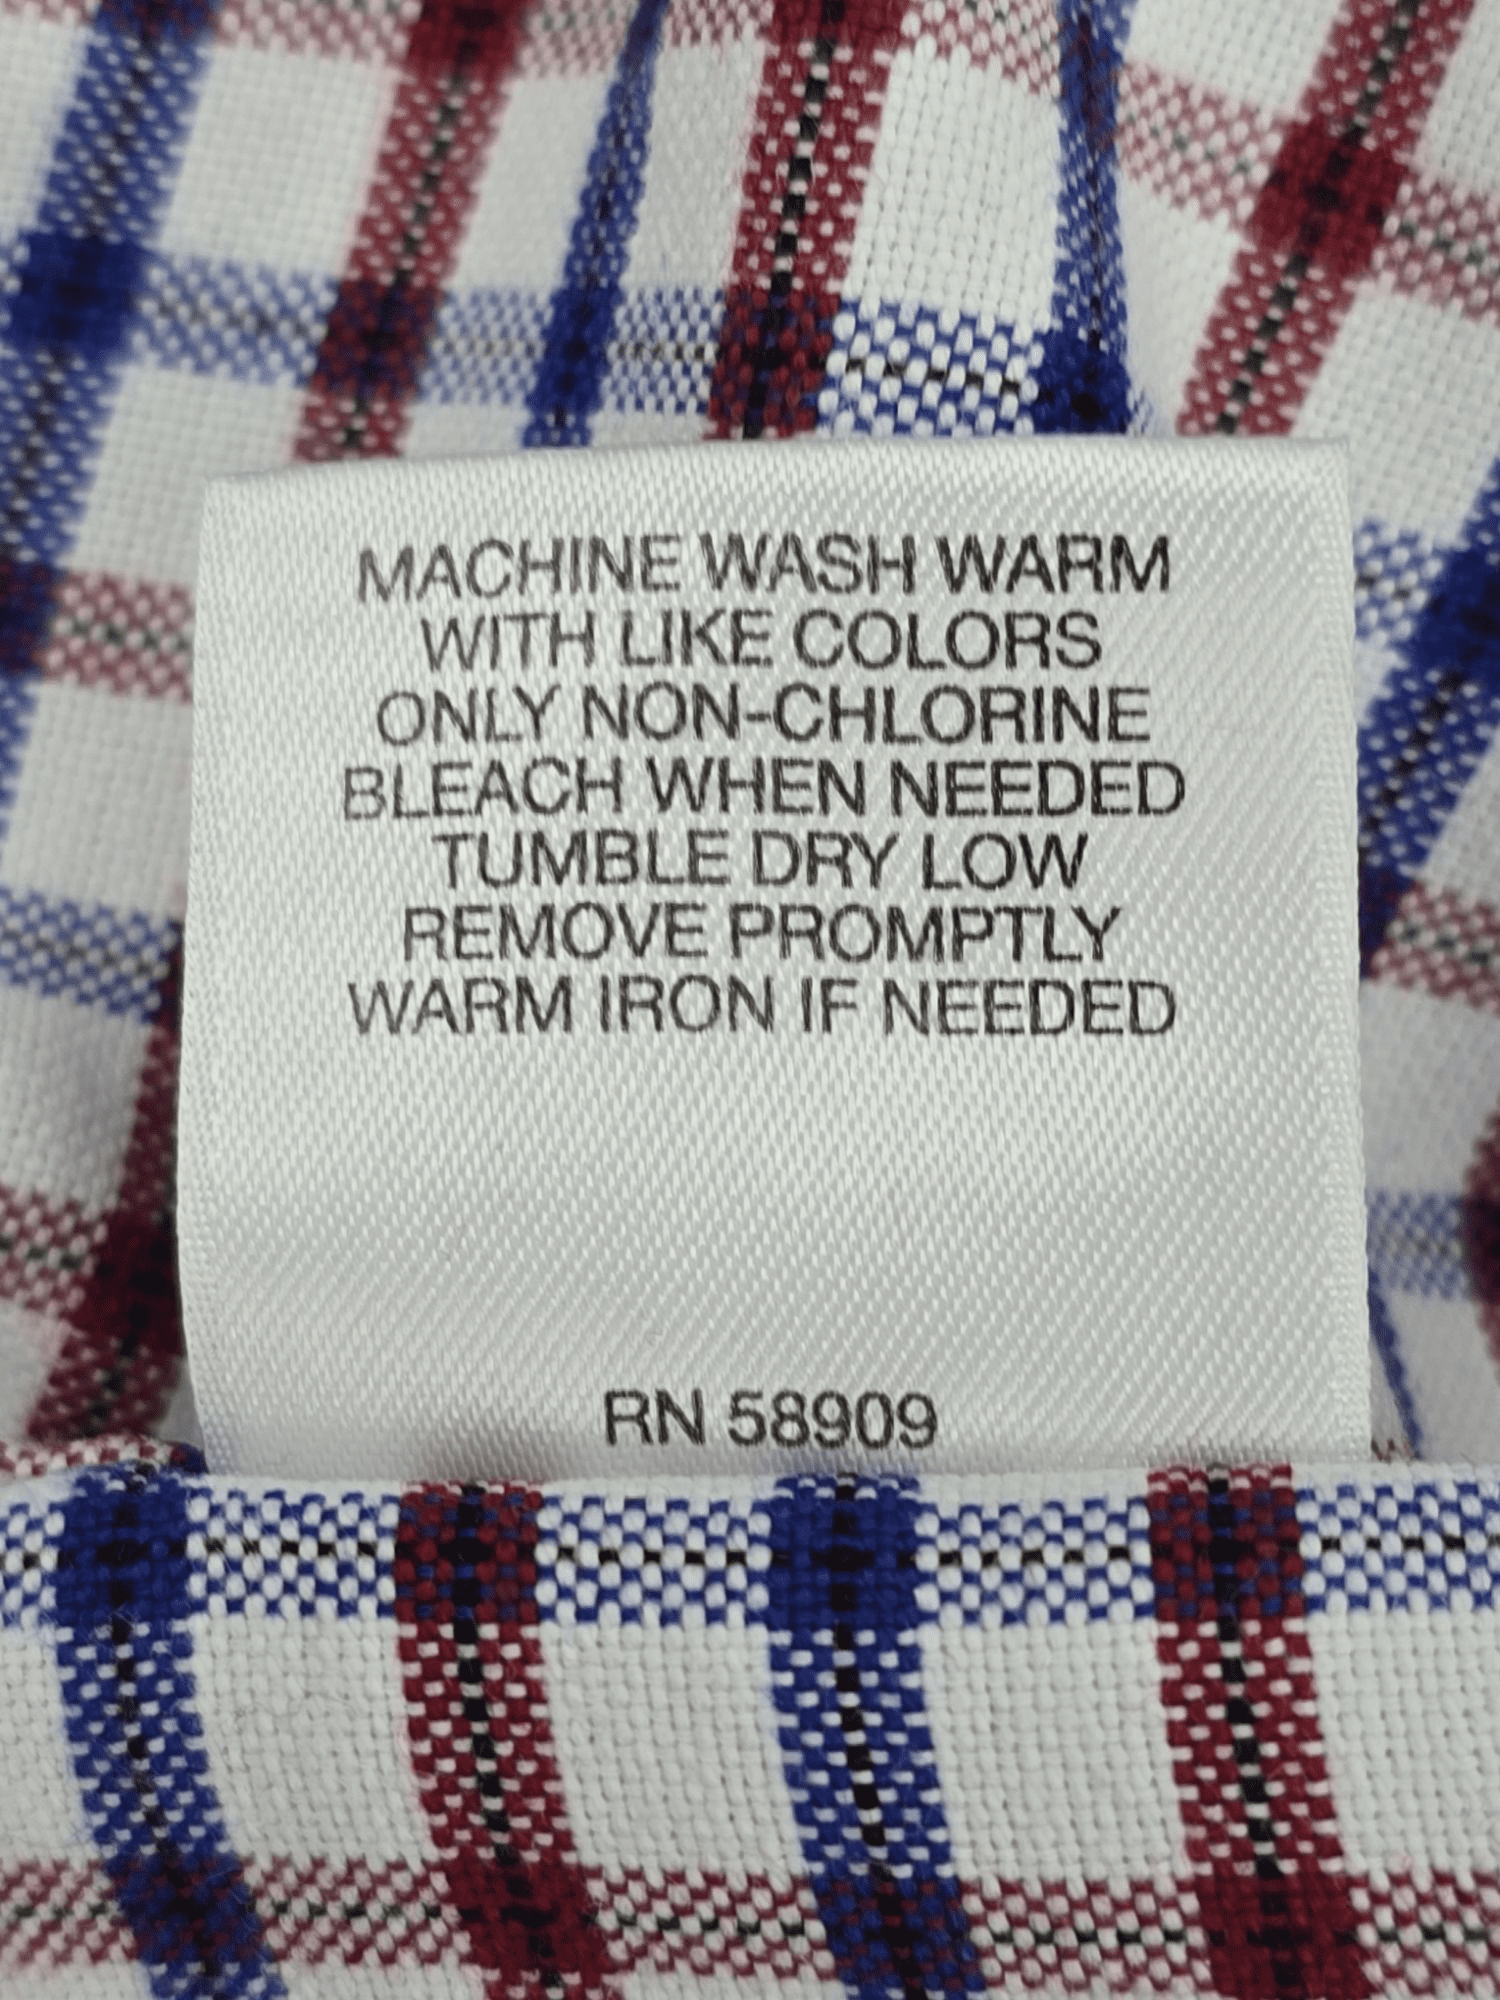 MACHINE WASH WARM
WITH LIKE COLORS
ONLY NON-CHLORINE
BLEACH WHEN NEEDED
TUMBLE DRY LOW
REMOVE PROMPTLY
WARM IRON IF NEEDED
RN 58909